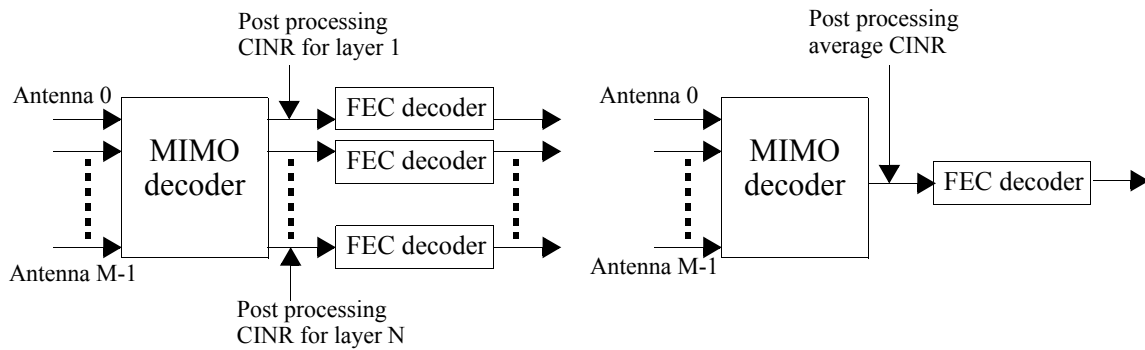 Post processing
CINR for layer 1
Antenna 0
MIMO
decoder
FEC decoder
FEC decoder
FEC decoder
Antenna M-1
Post processing
CINR for layer N
Post processing
average CINR
Antenna 0
MIMO
decoder
FEC decoder
Antenna M-1